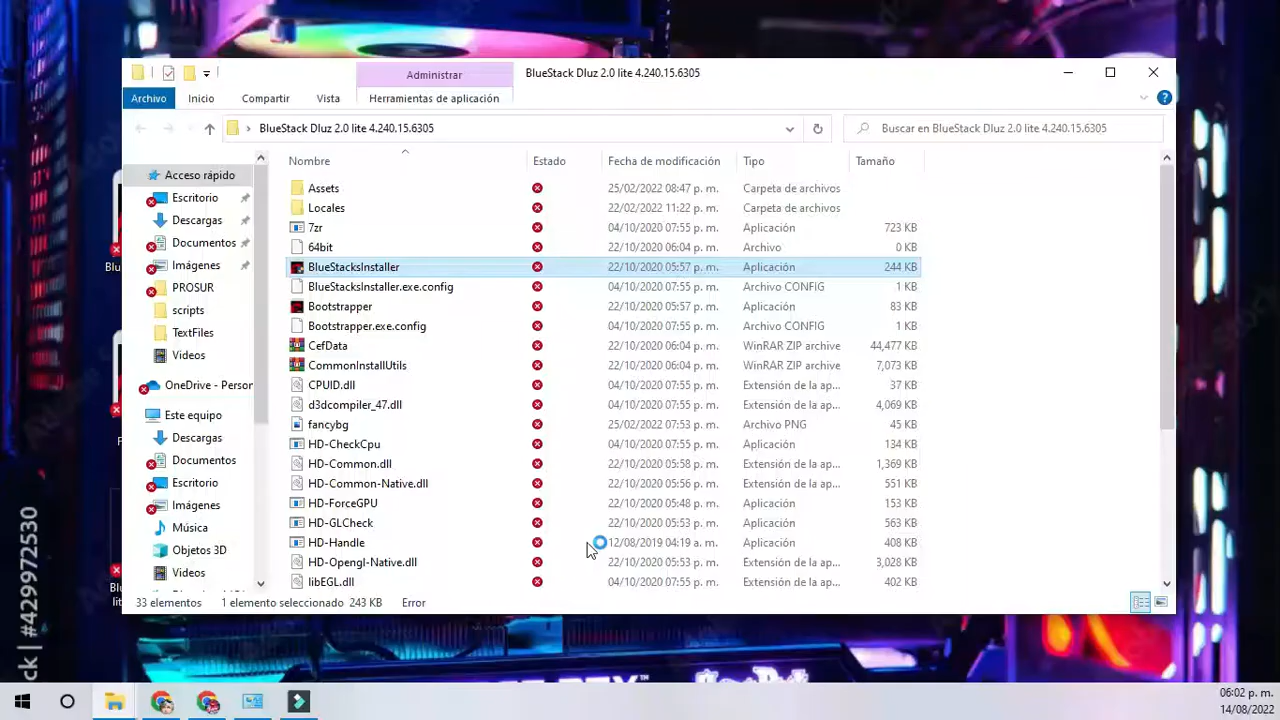 Administrar
BlueStack Dluz 2.0 lite 4.240.15.6305
Archivo Inicio Compartir Vista Herramientas de aplicación
BlueStack Dluz 2.0 lite 4.240.15.6305 Buscar en BlueStack Dluz 2.0 lite 4.240.15.6305
Nombre Estado Fecha de modificación Tipo Tamaño
Acceso rápido
Escritorio
Descargas
Documentos
Imágenes
PROSUR
scripts
TextFiles
Videos
OneDrive - Person
Este equipo
Descargas
Documentos
Escritorio
Imágenes
Música
Objetos 3D
Videos
Assets 25/02/2022 08:47 p. m. Carpeta de archivos
Locales 22/02/2022 11:22 p. m. Carpeta de archivos
7zr 04/10/2020 07:55 p. m. Aplicación 723 KB
64bit 22/10/2020 06:04 p. m. Archivo 0 KB
BlueStacksInstaller 22/10/2020 05:57 p. m. Aplicación 244 KB
BlueStacksInstaller.exe.config 04/10/2020 07:55 p. m. Archivo CONFIG 1 KB
Bootstrapper 22/10/2020 05:57 p. m. Aplicación 83 KB
Bootstrapper.exe.config 04/10/2020 07:55 p. m. Archivo CONFIG 1 KB
CefData 22/10/2020 06:04 p. m. WinRAR ZIP archive 44,477 KB
CommonInstallUtils 22/10/2020 06:04 p. m. WinRAR ZIP archive 7,073 KB
CPUID.dll 04/10/2020 07:55 p. m. Extensión de la ap... 37 KB
d3dcompiler_47.dll 04/10/2020 07:55 p. m. Extensión de la ap... 4,069 KB
fancybg 25/02/2022 07:53 p. m. Archivo PNG 45 KB
HD-CheckCpu 04/10/2020 07:55 p. m. Aplicación 134 KB
HD-Common.dll 22/10/2020 05:58 p. m. Extensión de la ap... 1,369 KB
HD-Common-Native.dll 22/10/2020 05:56 p. m. Extensión de la ap... 551 KB
HD-ForceGPU 22/10/2020 05:48 p. m. Aplicación 153 KB
HD-GLCheck 22/10/2020 05:53 p. m. Aplicación 563 KB
HD-Handle 12/08/2019 04:19 a. m. Aplicación 408 KB
HD-Opengl-Native.dll 22/10/2020 05:53 p. m. Extensión de la ap... 3,028 KB
libEGL.dll 04/10/2020 07:55 p. m. Extensión de la ap... 402 KB
33 elementos 1 elemento seleccionado 243 KB Error
ck | #429972530
06:02 p. m.
14/08/2022